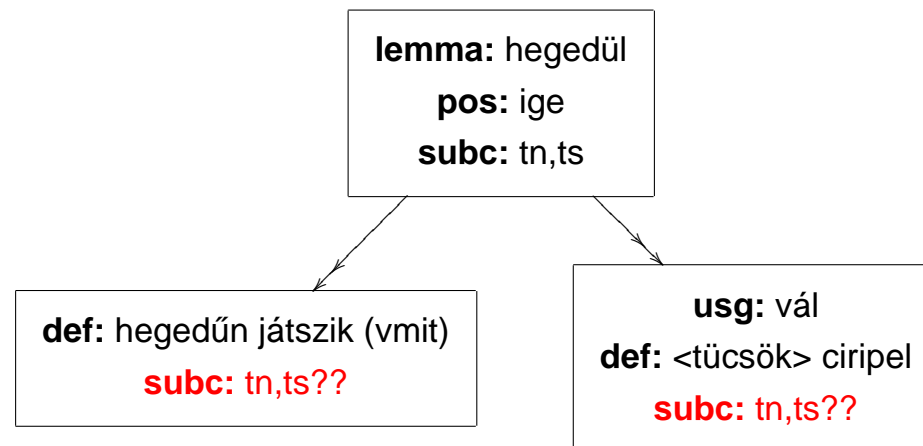 lemma: hegedül
pos: ige
subc: tn,ts
def: hegedűn játszik (vmit)
subc: tn,ts??
usg: vál
def: <tücsök> ciripel
subc: tn,ts??